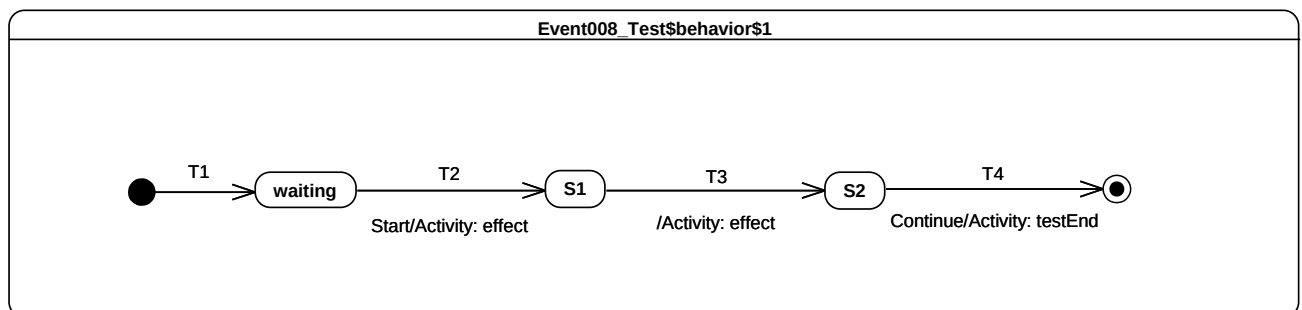 Event008_Test$behavior$1
T1
T2
T3
T4
waiting
S1
S2
Start/Activity: effect
/Activity: effect
Continue/Activity: testEnd